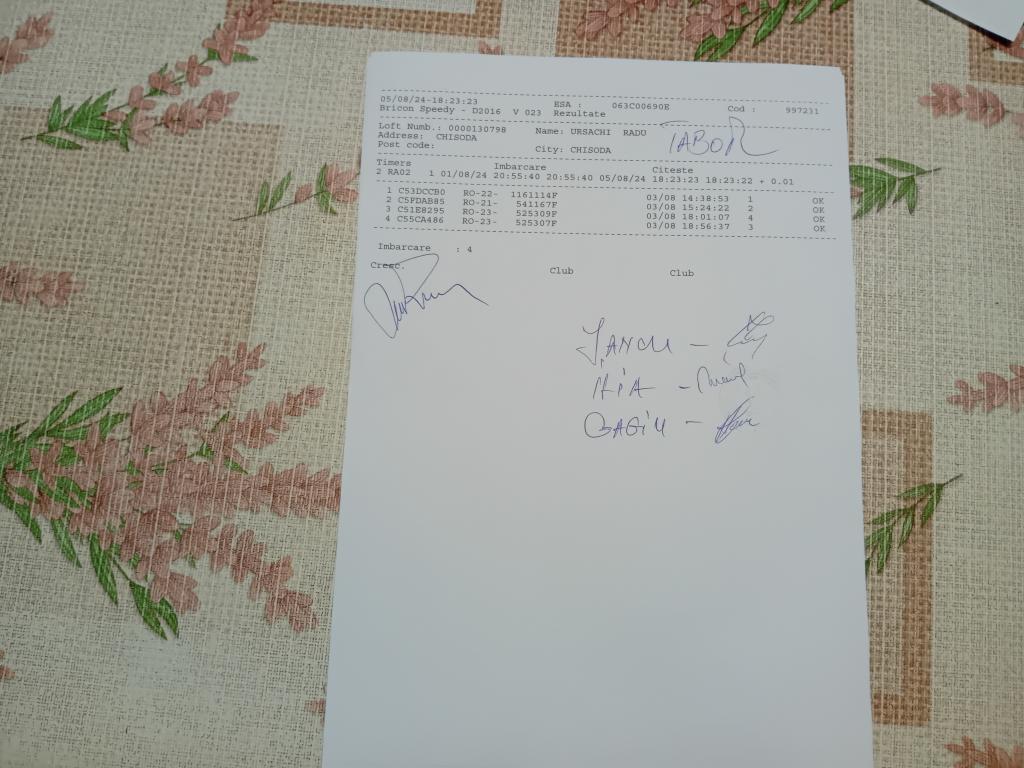 05/08/24-18:23:23 ESA : 063C00690E Cod : 997231
Bricon Speedy - D2016 V 023 Rezultate
Loft Numb.: 0000130798 Name: URSACHI RADU
TABOR
Address: CHISODA
Post code: City: CHISODA
Timers Imbarcare Citeste
2 RA02 1 01/08/24 20:55:40 20:55:40 05/08/24 18:23:23 18:23:22 + 0.01
1 C53DCCB0 RO-22- 1161114F 03/08 14:38:53 1 OK
2 C5FDAB85 RO-21- 541167F 03/08 15:24:22 2 OK
3 C51E8295 RO-23- 525309F 03/08 18:01:07 4 OK
4 C55CA486 RO-23- 525307F 03/08 18:56:37 3 OK
Imbarcare : 4
Cresc. Club Club